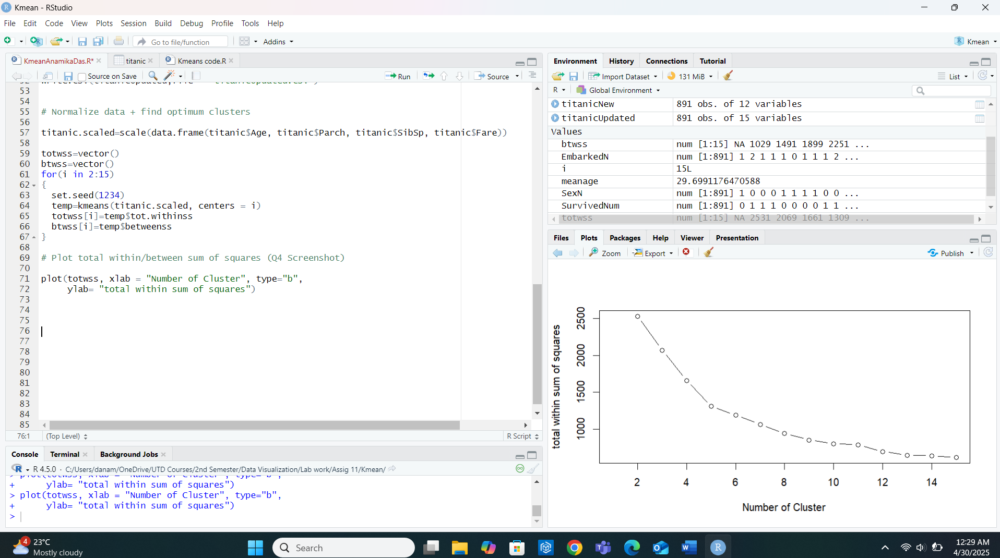 Kmean - RStudio
File Edit Code View Plots Session Build Debug Profile Tools Help
Go to file/function Addins Kmean
KmeanAnamikaDas.R* titanic Kmeans code.R
Source on Save Run Source
53
54
55 # Normalize data + find optimum clusters
56
57 titanic.scaled=scale(data.frame(titanic$Age, titanic$Parch, titanic$SibSp, titanic$Fare))
58
59 totwss=vector()
60 btwss=vector()
61 for(i in 2:15)
62 {
63 set.seed(1234)
64 temp=kmeans(titanic.scaled, centers = i)
65 totwss[i]=temp$tot.withinss
66 btwss[i]=temp$betweenss
67 }
68
69 # Plot total within/between sum of squares (Q4 Screenshot)
70
71 plot(totwss, xlab = "Number of Cluster", type="b",
72 ylab= "total within sum of squares")
73
74
75
76
77
78
79
80
81
82
83
84
85
76:1 (Top Level) R Script
Console Terminal Background Jobs
R 4.5.0 · C:/Users/danam/OneDrive/UTD Courses/2nd Semester/Data Visualization/Lab work/Assig 11/Kmean/
> plot(totwss, xlab = "Number of Cluster", type="b",
+ ylab= "total within sum of squares")
> plot(totwss, xlab = "Number of Cluster", type="b",
+ ylab= "total within sum of squares")
>
Environment History Connections Tutorial
Import Dataset 131 MiB List
R Global Environment
titanicNew 891 obs. of 12 variables
titanicUpdated 891 obs. of 15 variables
Values
btwss num [1:15] NA 1029 1491 1899 2251 ...
EmbarkedN num [1:891] 1 2 1 1 1 0 1 1 1 2 ...
i 15L
meanage 29.6991176470588
SexN num [1:891] 1 0 0 0 1 1 1 1 0 0 ...
SurvivedNum num [1:891] 0 1 1 1 0 0 0 0 1 1 ...
totwss num [1:15] NA 2531 2069 1661 1309 ...
Files Plots Packages Help Viewer Presentation
Zoom Export Publish
total within sum of squares
2500
2000
1500
1000
2 4 6 8 10 12 14
Number of Cluster
4 23°C
Mostly cloudy
Search
12:29 AM
4/30/2025